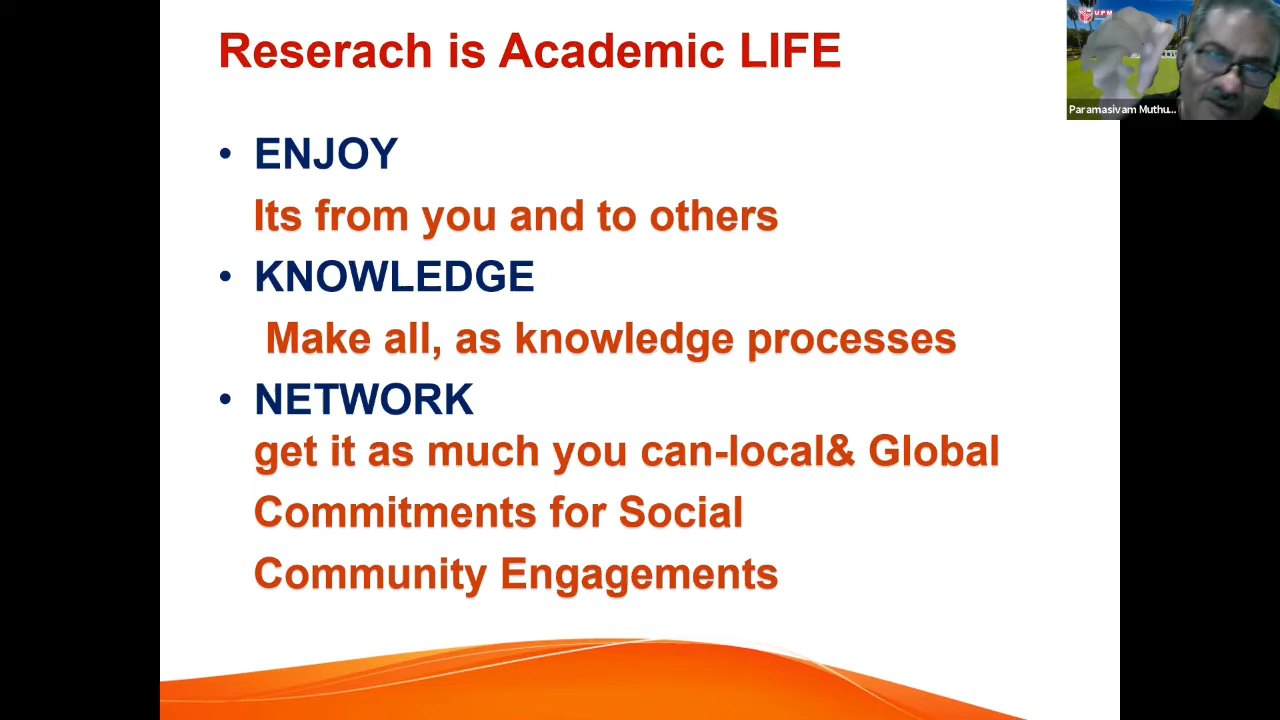 Reserach is Academic LIFE
UPM
Paramasivam Muthu...
• ENJOY
Its from you and to others
• KNOWLEDGE
Make all, as knowledge processes
• NETWORK
get it as much you can-local& Global
Commitments for Social
Community Engagements